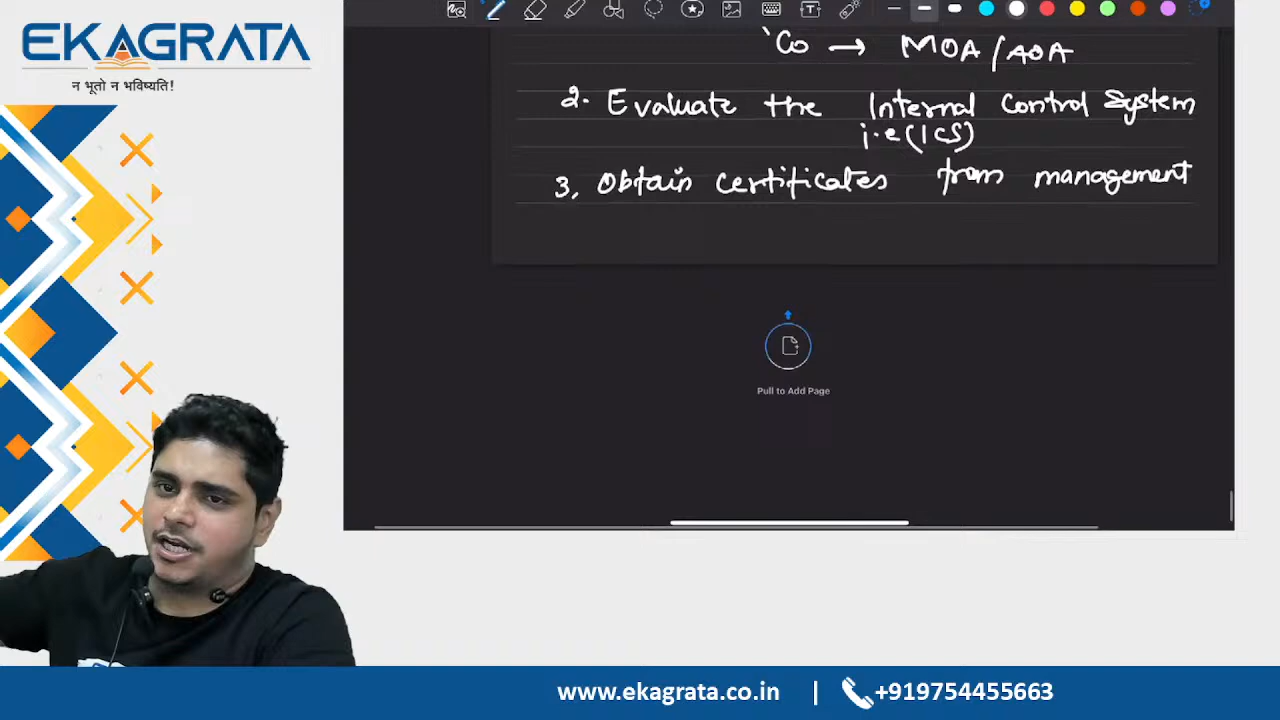 EKAGRATA
न भूतो न भविष्यति!
Co → MOA/AOA
2. Evaluate the Internal Control System
i.e (ICS)
3, Obtain certificates from management
Pull to Add Page
www.ekagrata.co.in | +919754455663